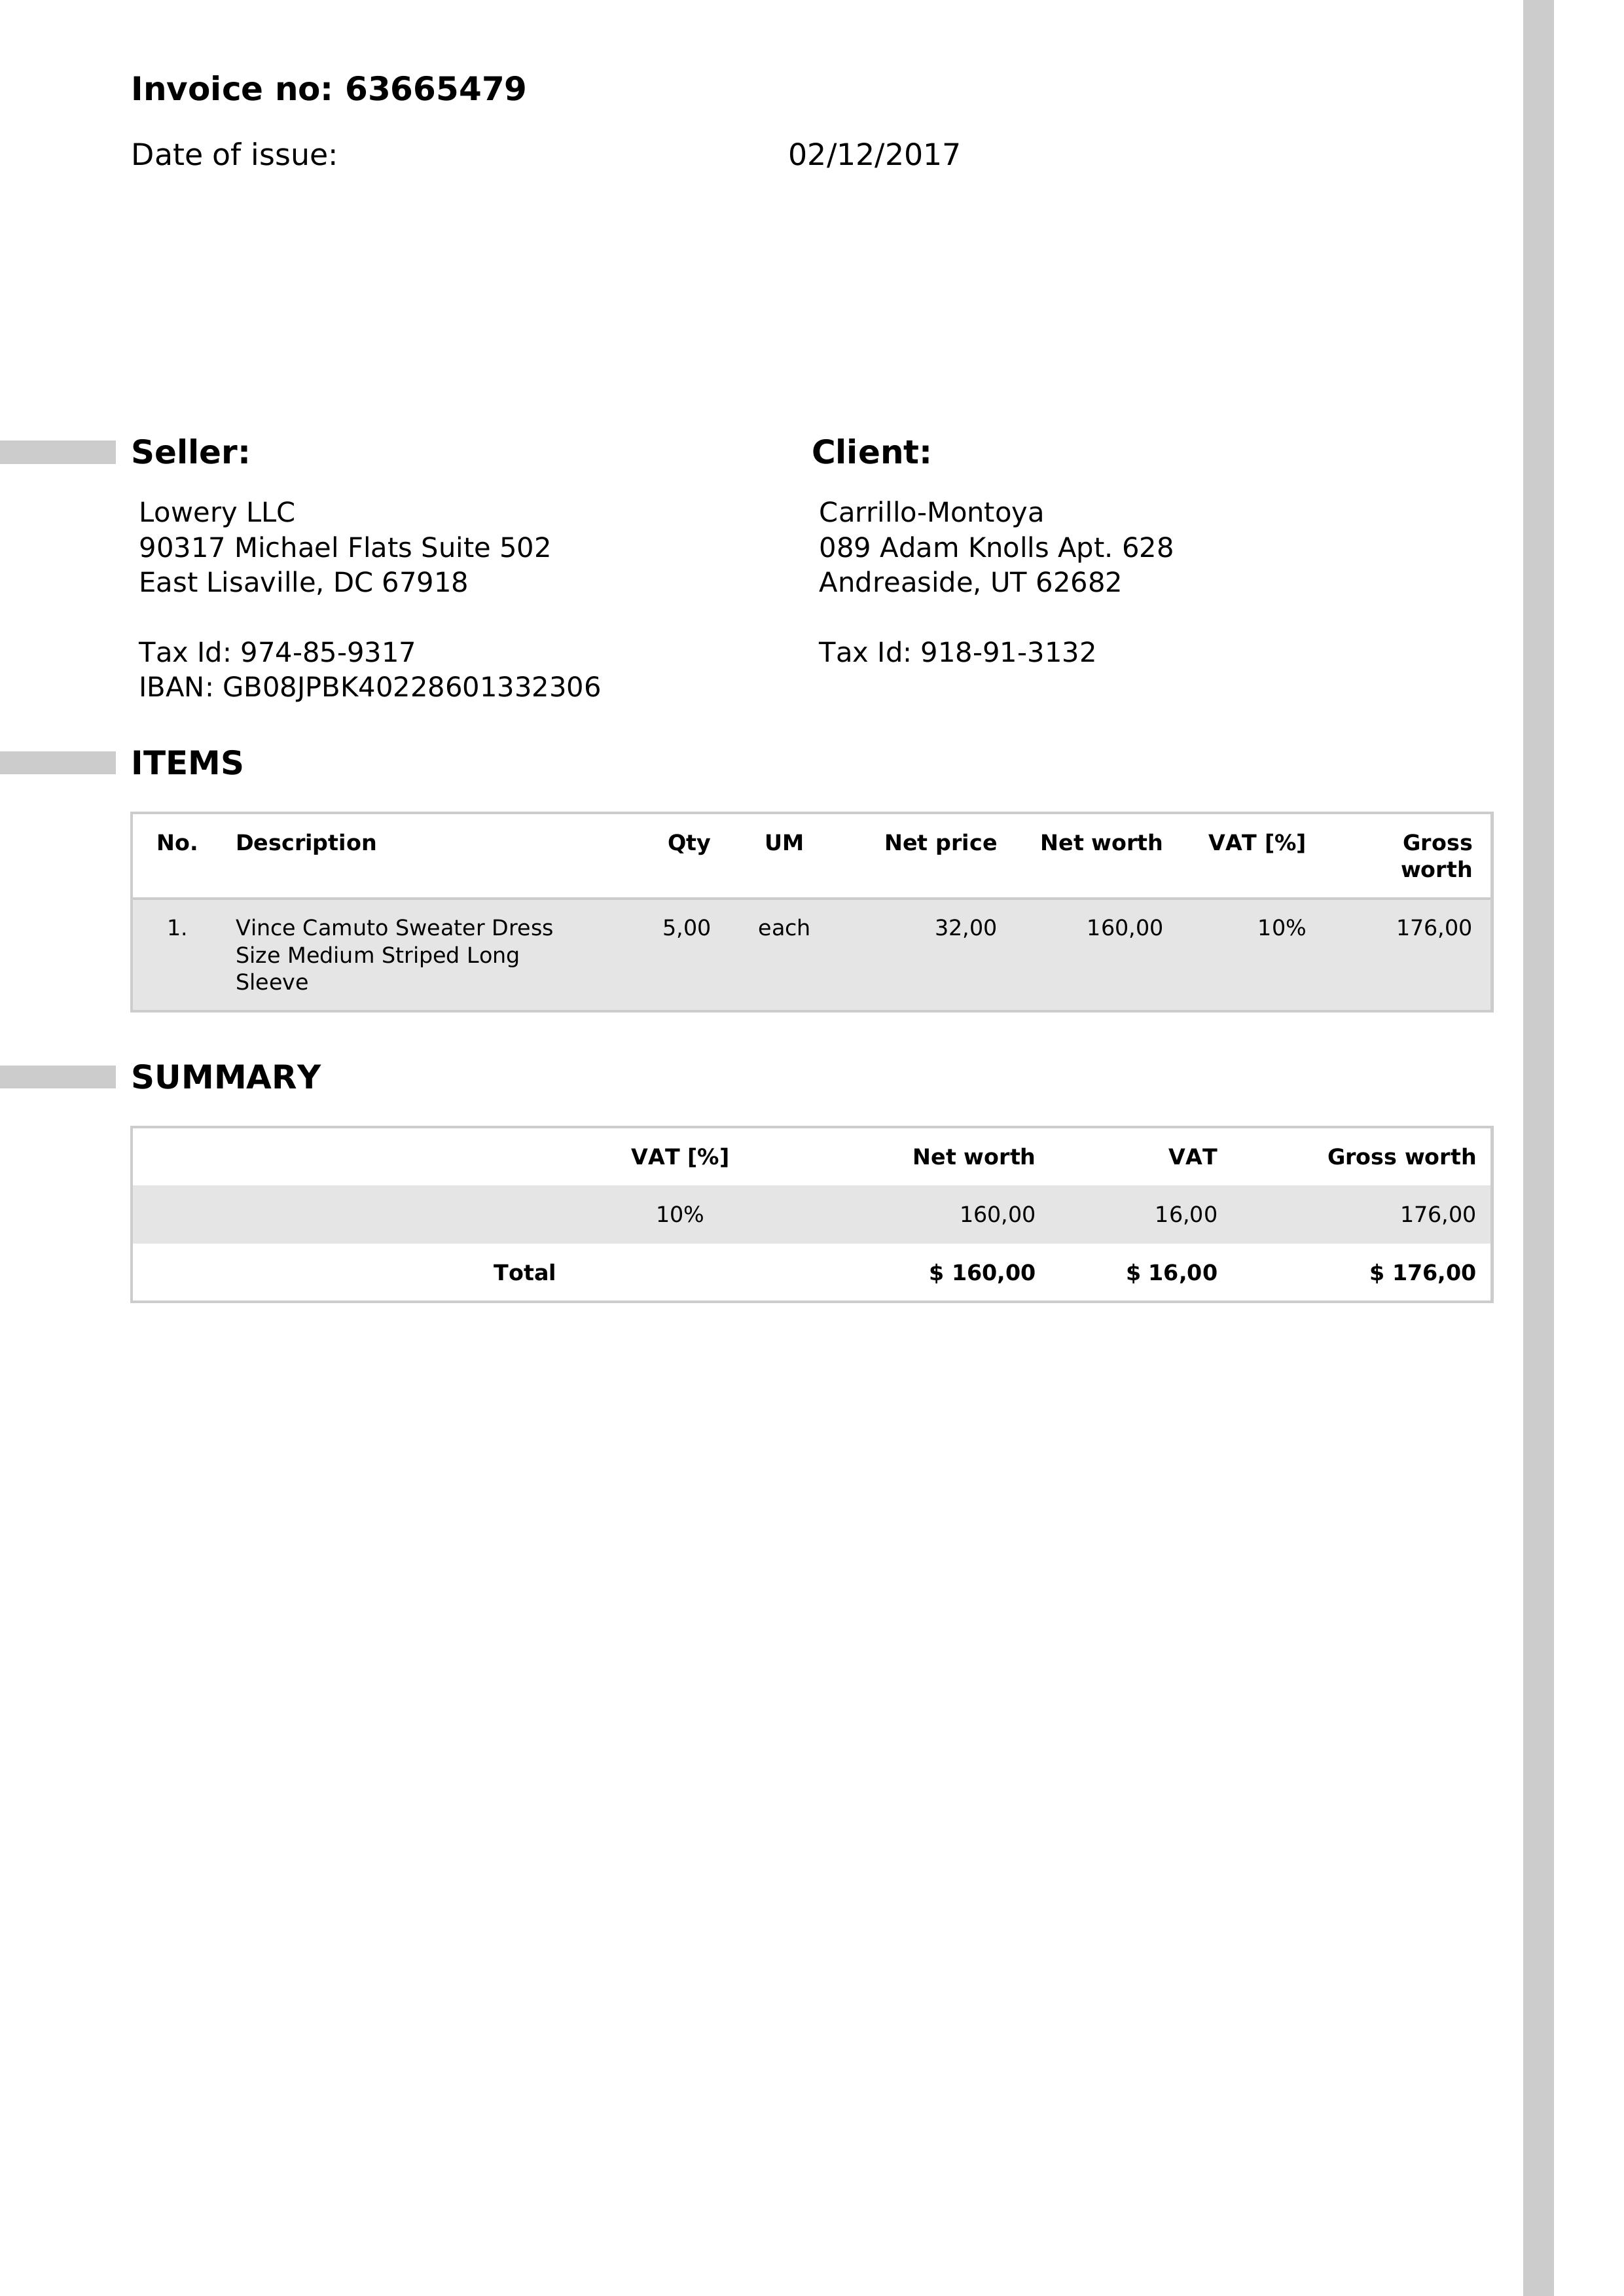 Invoice no: 63665479
Date of issue: 02/12/2017
Seller:
Lowery LLC
90317 Michael Flats Suite 502
East Lisaville, DC 67918
Tax Id: 974-85-9317
IBAN: GB08JPBK40228601332306
Client:
Carrillo-Montoya
089 Adam Knolls Apt. 628
Andreaside, UT 62682
Tax Id: 918-91-3132
ITEMS
No. Description Qty UM Net price Net worth VAT [%] Gross
worth
1. Vince Camuto Sweater Dress 5,00 each 32,00 160,00 10% 176,00
Size Medium Striped Long
Sleeve
SUMMARY
VAT [%] Net worth VAT Gross worth
10% 160,00 16,00 176,00
Total $ 160,00 $ 16,00 $ 176,00